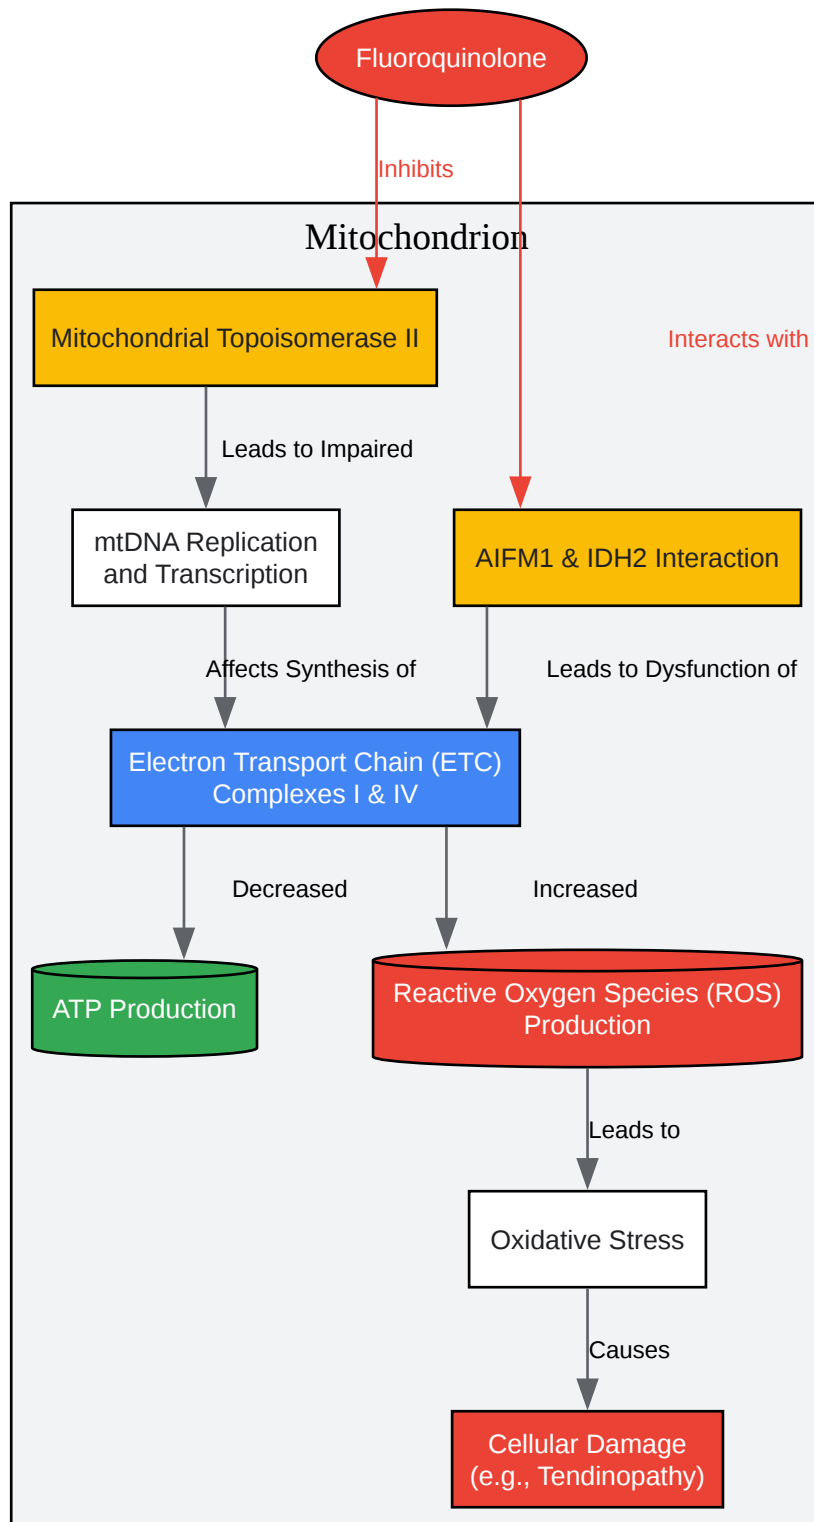 Fluoroquinolone
Inhibits
Mitochondrion
Mitochondrial Topoisomerase II
Interacts with
Leads to Impaired
mtDNA Replication
and Transcription
AIFM1 & IDH2 Interaction
Affects Synthesis of
Leads to Dysfunction of
Electron Transport Chain (ETC)
Complexes I & IV
Decreased
Increased
ATP Production
Reactive Oxygen Species (ROS)
Production
Leads to
Oxidative Stress
Causes
Cellular Damage
(e.g., Tendinopathy)